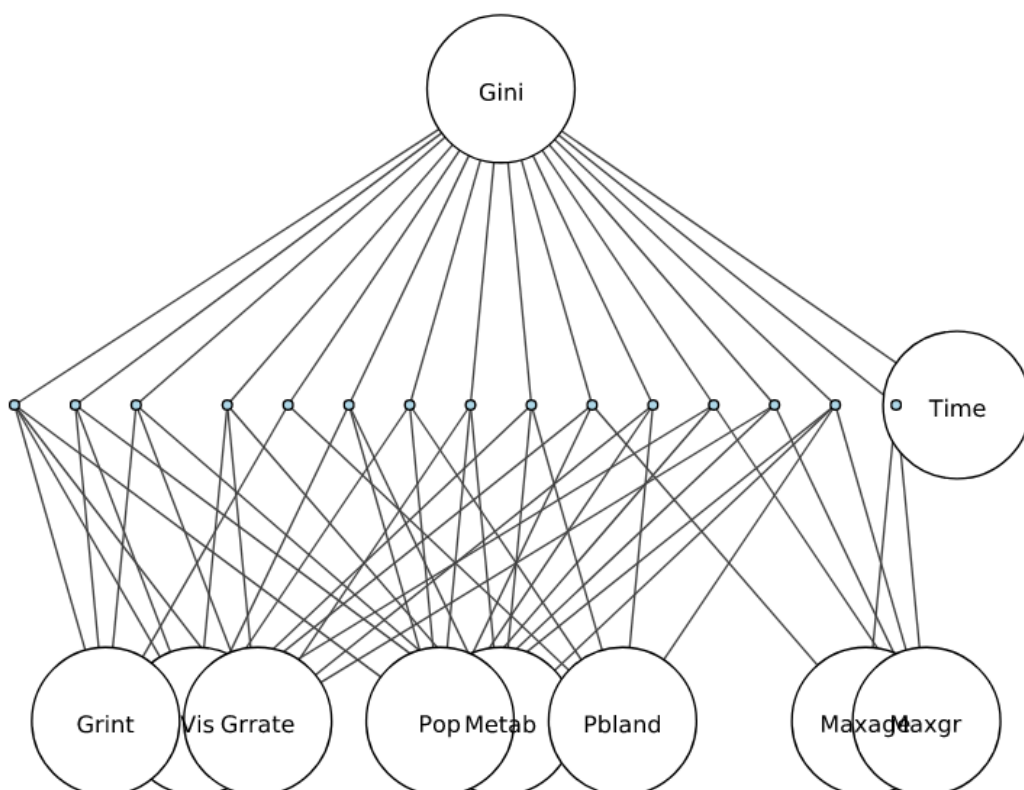 Gini
Time
Grint
Vis
Grrate
Pop
Metab
Pbland
Maxage
Maxgr